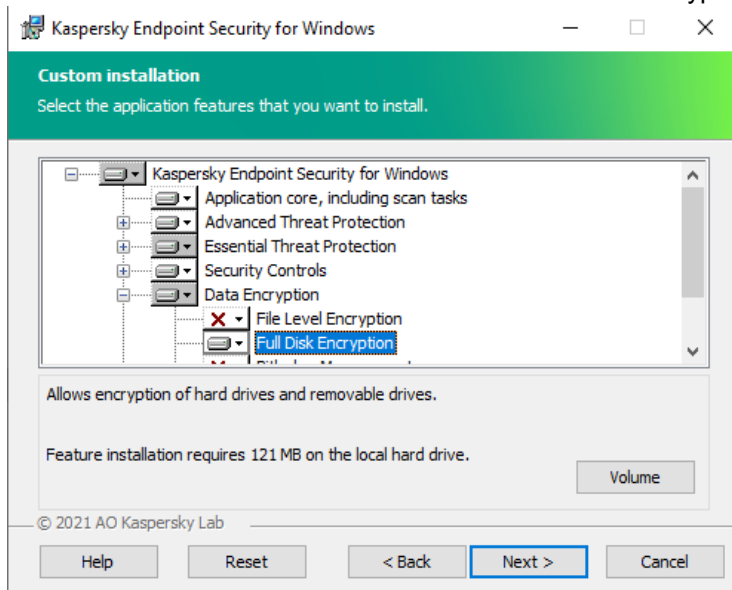 Kaspersky Endpoint Security for Windows
Custom installation
Select the application features that you want to install.
Kaspersky Endpoint Security for Windows
Application core, including scan tasks
Advanced Threat Protection
Essential Threat Protection
Security Controls
Data Encryption
File Level Encryption
Full Disk Encryption
Allows encryption of hard drives and removable drives.
Feature installation requires 121 MB on the local hard drive.
Volume
© 2021 AO Kaspersky Lab
Help Reset < Back Next > Cancel